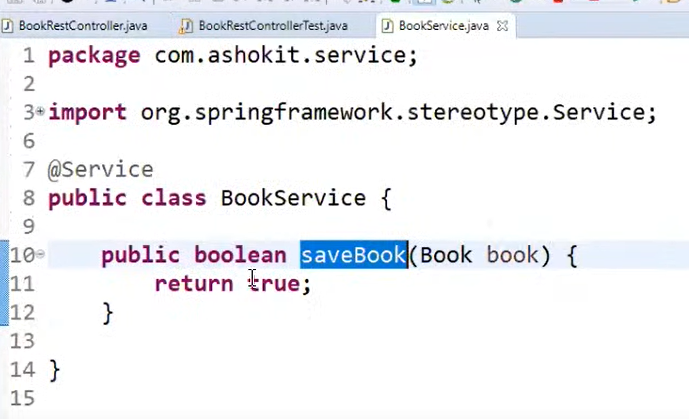 BookRestController.java BookRestControllerTest.java BookService.java
1 package com.ashokit.service;
2
3 import org.springframework.stereotype.Service;
6
7 @Service
8 public class BookService {
9
10 public boolean saveBook(Book book) {
11 return true;
12 }
13
14 }
15